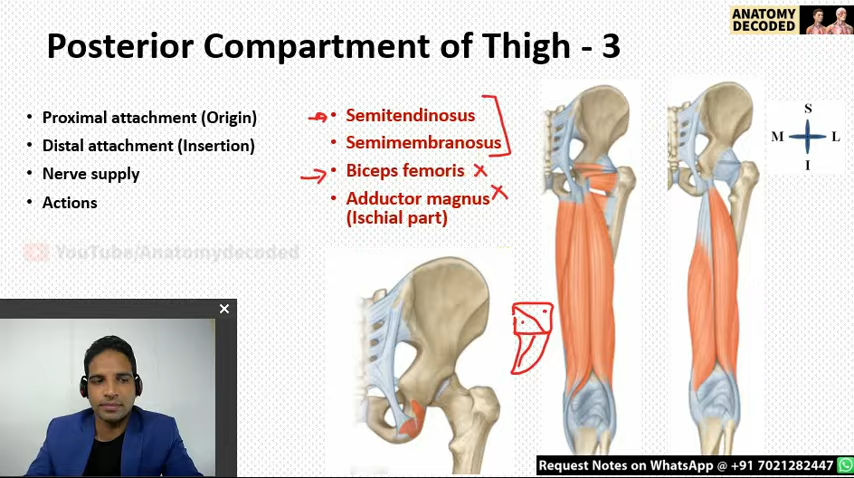 ANATOMY
DECODED
Posterior Compartment of Thigh - 3
• Proximal attachment (Origin)
• Distal attachment (Insertion)
• Nerve supply
• Actions
• Semitendinosus
• Semimembranosus
• Biceps femoris
• Adductor magnus
(Ischial part)
S
M L
I
YouTube/Anatomydecoded
Request Notes on WhatsApp @ +91 7021282447